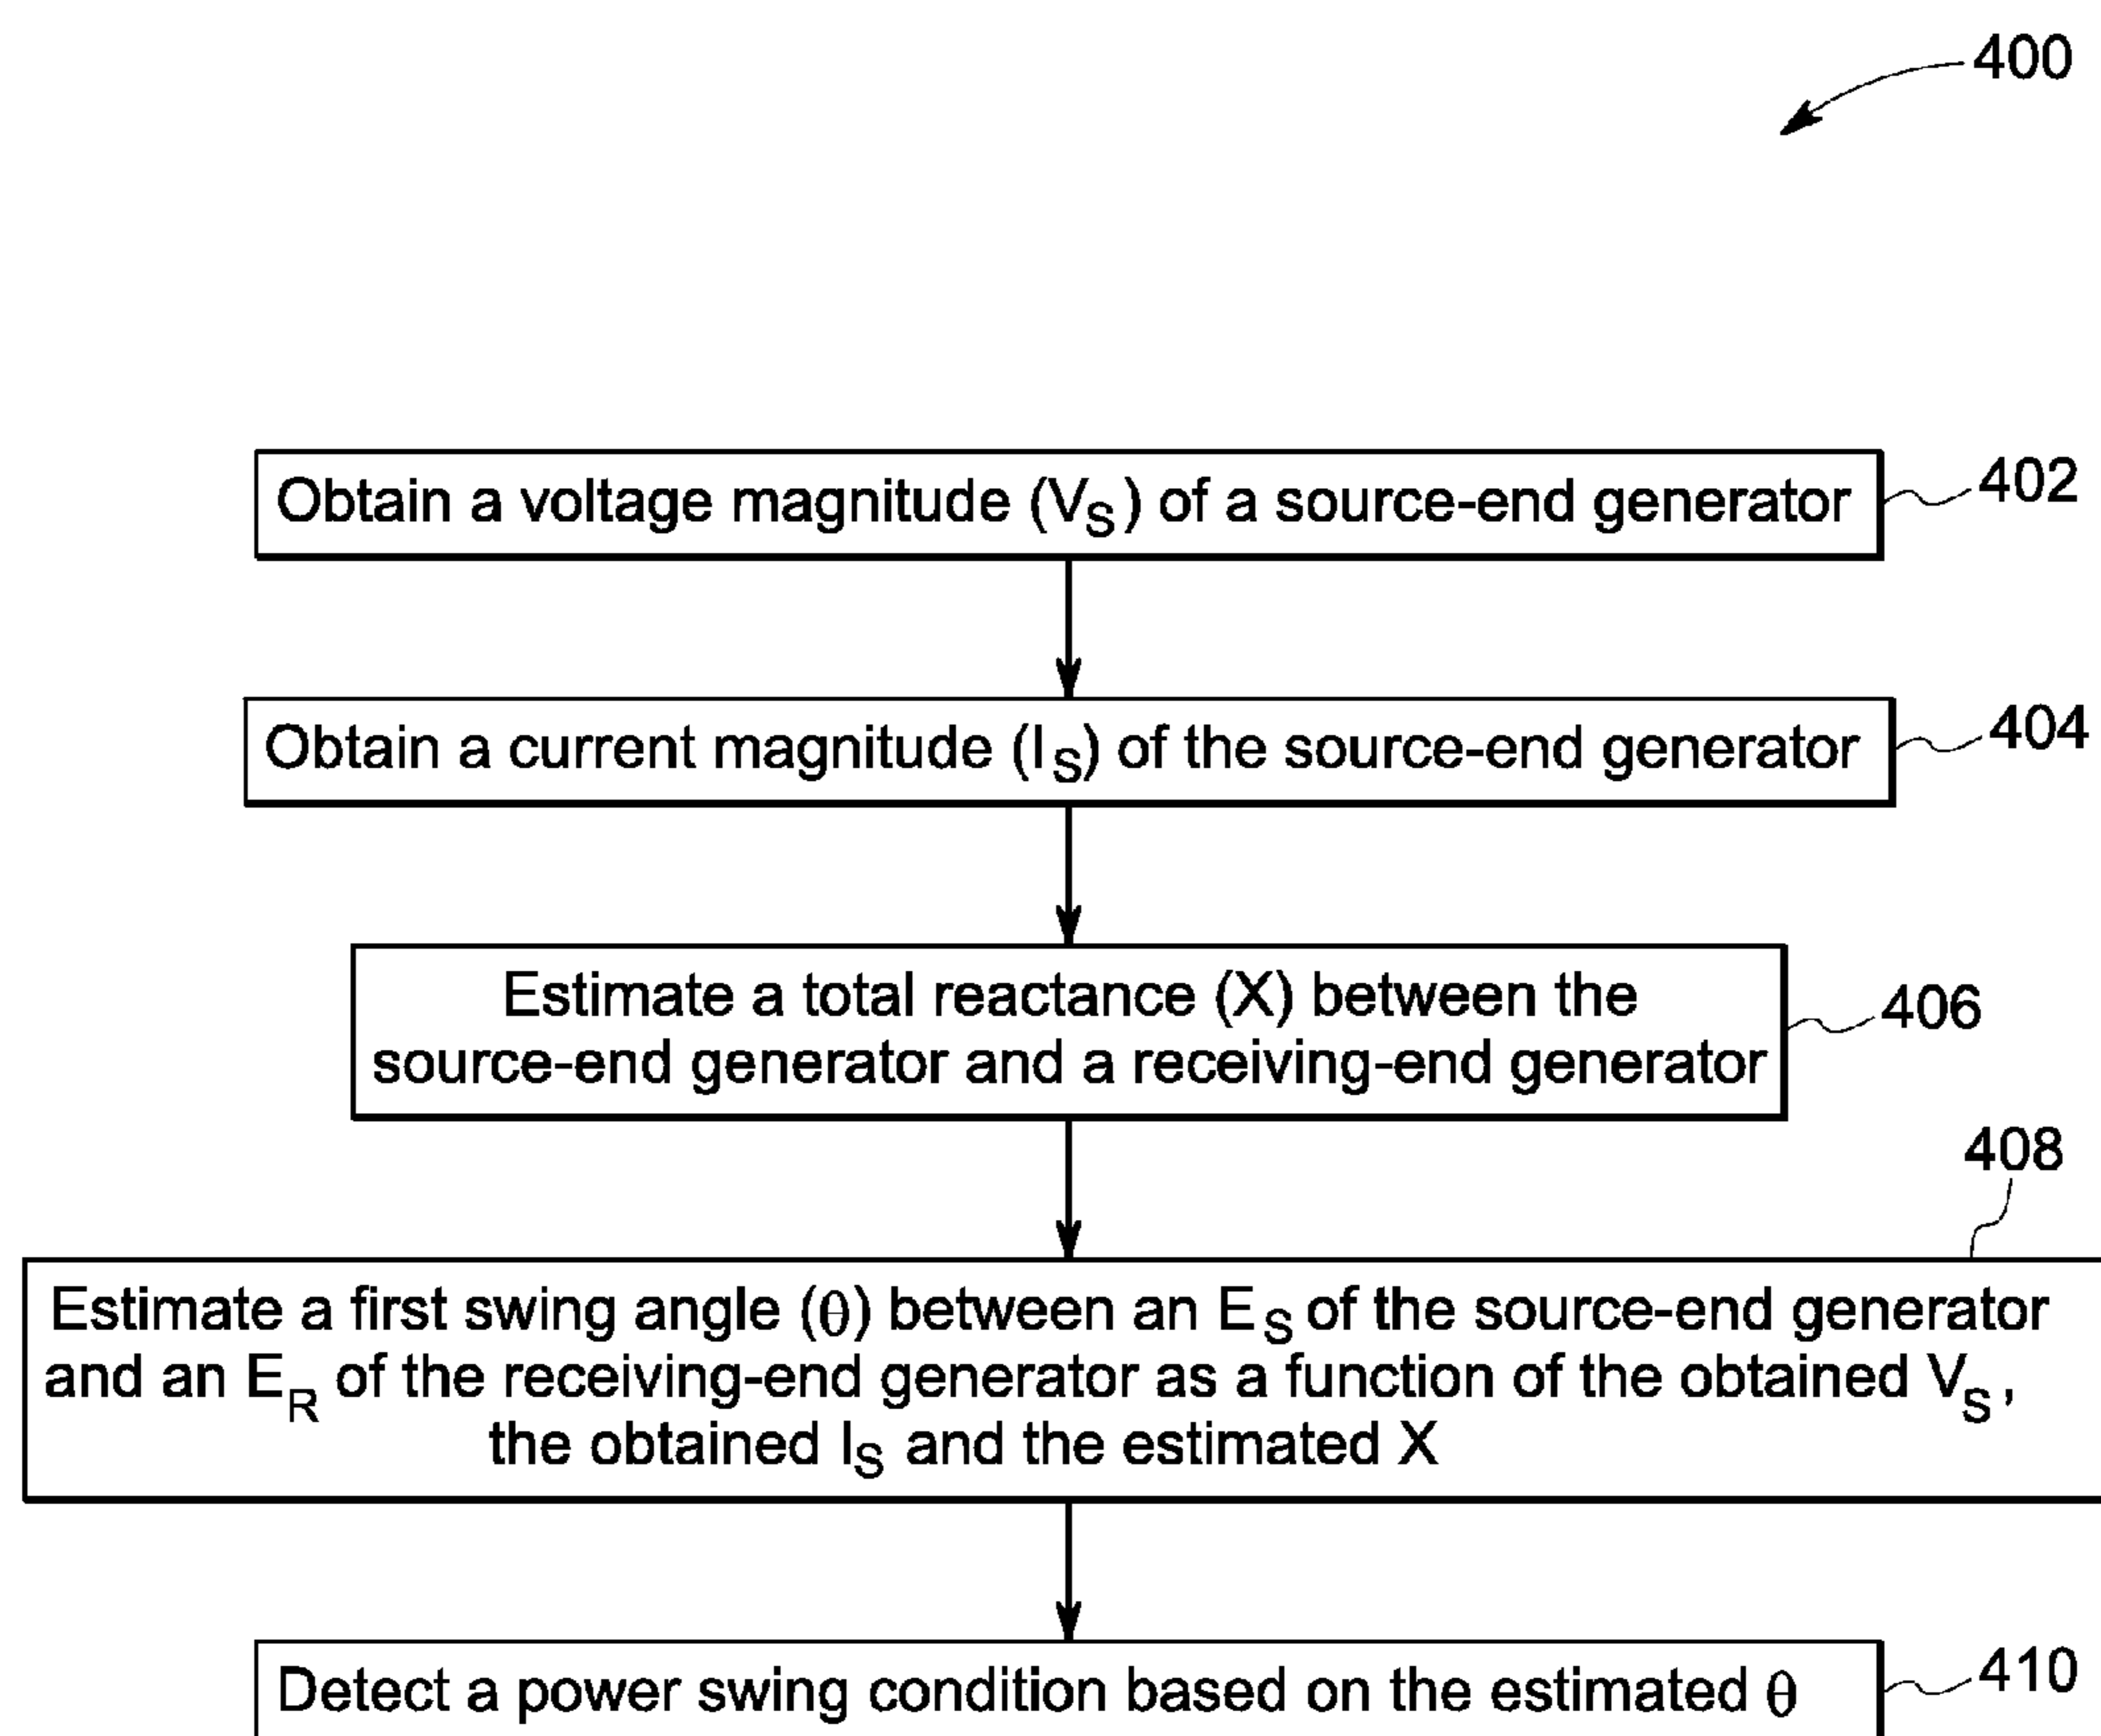 400
Obtain a voltage magnitude (VS) of a source-end generator
402
Obtain a current magnitude (IS) of the source-end generator
404
Estimate a total reactance (X) between the
source-end generator and a receiving-end generator
406
408
Estimate a first swing angle (θ) between an ES of the source-end generator
and an ER of the receiving-end generator as a function of the obtained VS,
the obtained IS and the estimated X
Detect a power swing condition based on the estimated θ
410